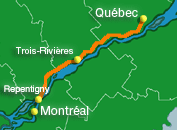 Québec
Trois-Rivières
Repentigny
Montréal